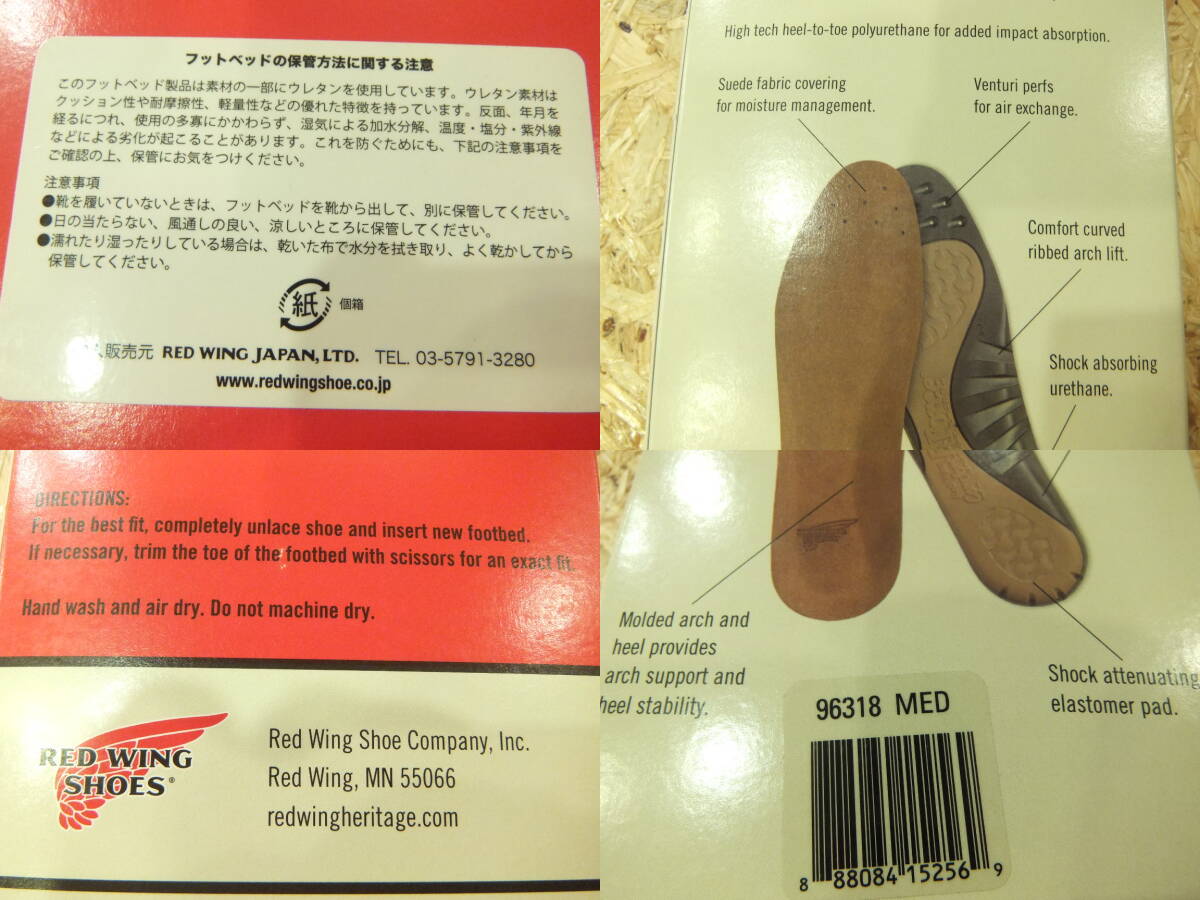 フットベッドの保管方法に関する注意
このフットベッド製品は素材の一部にウレタンを使用しています。ウレタン素材は
クッション性や耐摩擦性、軽量性などの優れた特徴を持っています。反面、年月を
経るにつれ、使用の多寡にかかわらず、湿気による加水分解、温度・塩分・紫外線
などによる劣化が起こることがあります。これを防ぐためにも、下記の注意事項を
ご確認の上、保管にお気をつけください。
注意事項
●靴を履いていないときは、フットベッドを靴から出して、別に保管してください。
●日の当たらない、風通しの良い、涼しいところに保管してください。
●濡れたり湿ったりしている場合は、乾いた布で水分を拭き取り、よく乾かしてから
保管してください。
紙 個箱
販売元 RED WING JAPAN, LTD. TEL. 03-5791-3280
www.redwingshoe.co.jp
High tech heel-to-toe polyurethane for added impact absorption.
Suede fabric covering
for moisture management.
Venturi perfs
for air exchange.
Comfort curved
ribbed arch lift.
Shock absorbing
urethane.
DIRECTIONS:
For the best fit, completely unlace shoe and insert new footbed.
If necessary, trim the toe of the footbed with scissors for an exact fit.
Hand wash and air dry. Do not machine dry.
RED WING
SHOES®
Red Wing Shoe Company, Inc.
Red Wing, MN 55066
redwingheritage.com
Molded arch and
heel provides
arch support and
heel stability.
Shock attenuating
elastomer pad.
96318 MED
8 88084 15256 9